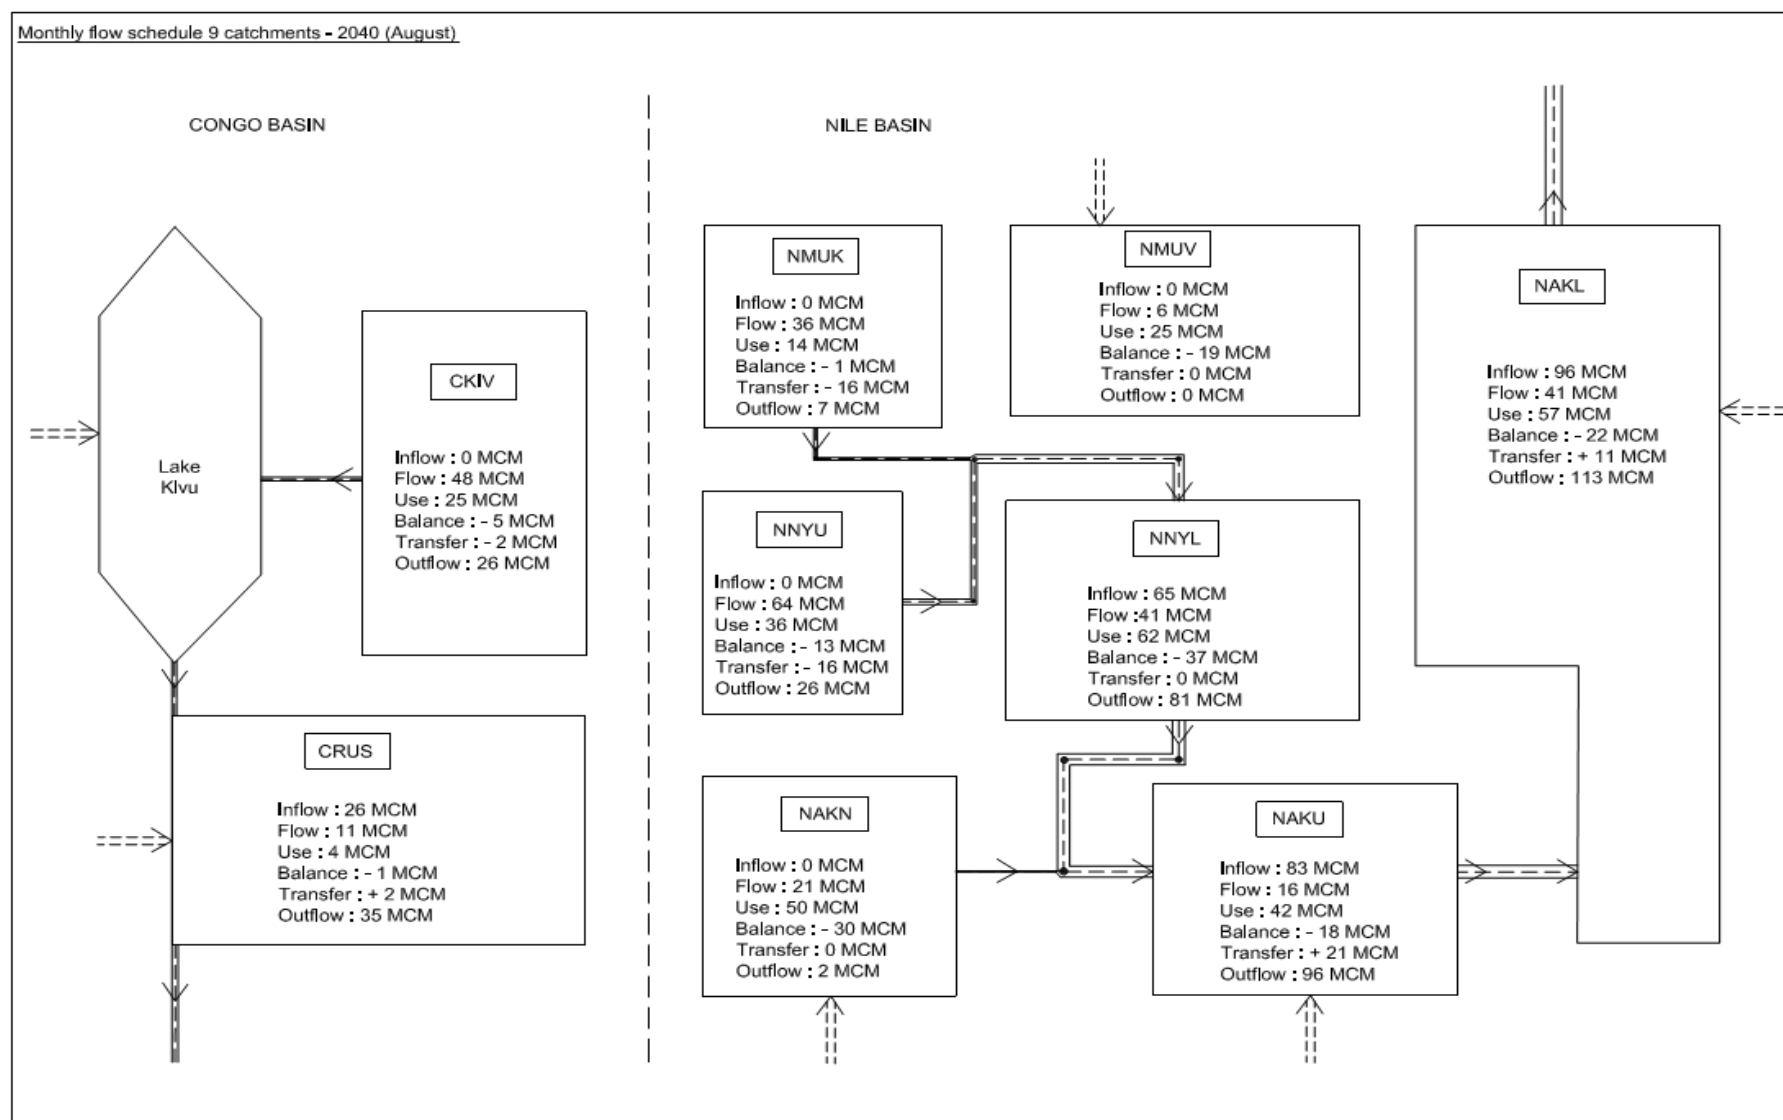 Monthly flow schedule 9 catchments - 2040 (August)
CONGO BASIN
NILE BASIN
Lake
KIvu
CKIV
Inflow : 0 MCM
Flow : 48 MCM
Use : 25 MCM
Balance : - 5 MCM
Transfer : - 2 MCM
Outflow : 26 MCM
CRUS
Inflow : 26 MCM
Flow : 11 MCM
Use : 4 MCM
Balance : - 1 MCM
Transfer : + 2 MCM
Outflow : 35 MCM
NMUK
Inflow : 0 MCM
Flow : 36 MCM
Use : 14 MCM
Balance : - 1 MCM
Transfer : - 16 MCM
Outflow : 7 MCM
NMUV
Inflow : 0 MCM
Flow : 6 MCM
Use : 25 MCM
Balance : - 19 MCM
Transfer : 0 MCM
Outflow : 0 MCM
NAKL
Inflow : 96 MCM
Flow : 41 MCM
Use : 57 MCM
Balance : - 22 MCM
Transfer : + 11 MCM
Outflow : 113 MCM
NNYU
Inflow : 0 MCM
Flow : 64 MCM
Use : 36 MCM
Balance : - 13 MCM
Transfer : - 16 MCM
Outflow : 26 MCM
NNYL
Inflow : 65 MCM
Flow :41 MCM
Use : 62 MCM
Balance : - 37 MCM
Transfer : 0 MCM
Outflow : 81 MCM
NAKN
Inflow : 0 MCM
Flow : 21 MCM
Use : 50 MCM
Balance : - 30 MCM
Transfer : 0 MCM
Outflow : 2 MCM
NAKU
Inflow : 83 MCM
Flow : 16 MCM
Use : 42 MCM
Balance : - 18 MCM
Transfer : + 21 MCM
Outflow : 96 MCM